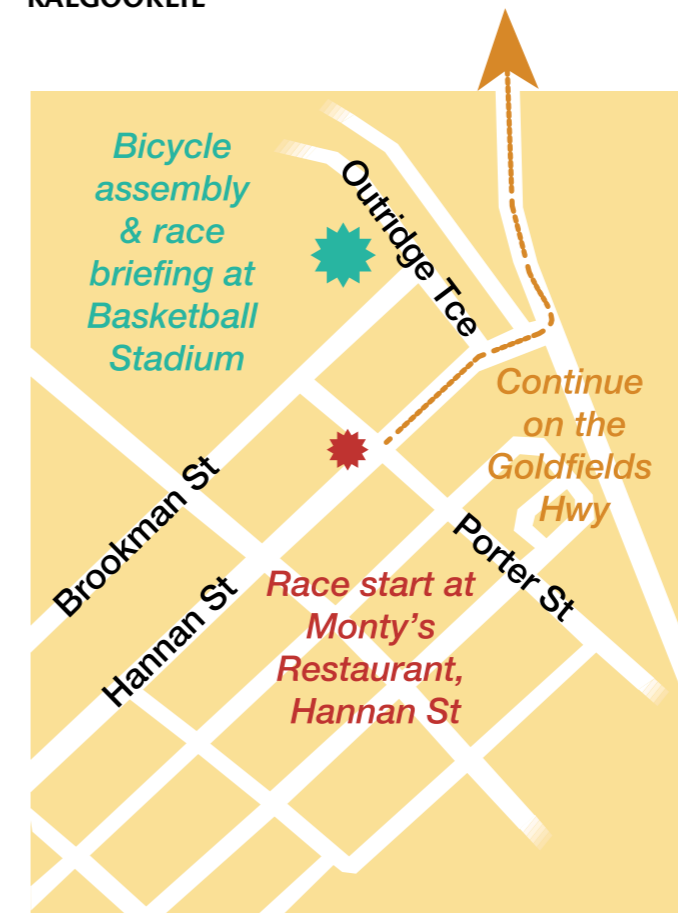 KALGOORLIE
Bicycle
assembly
& race
briefing at
Basketball
Stadium
Outridge Tce
Continue
on the
Goldfields
Hwy
Brookman St
Hannan St
Porter St
Race start at
Monty’s
Restaurant,
Hannan St